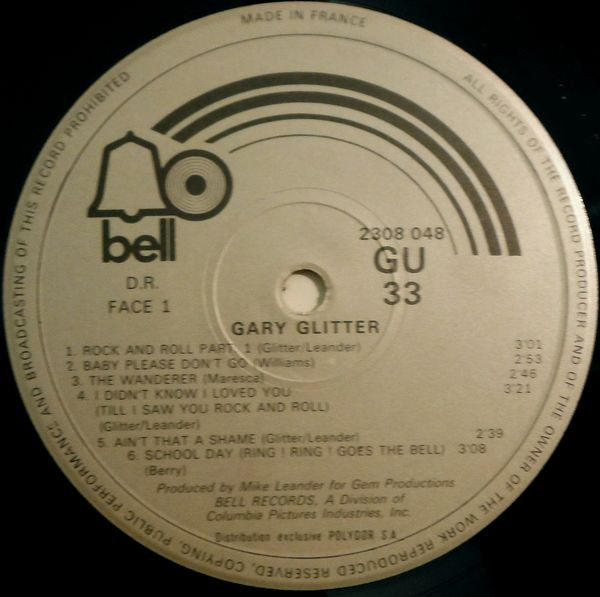 MADE IN FRANCE
ALL RIGHTS OF THE RECORD PRODUCER AND OF THE OWNER OF THE WORK REPRODUCED RESERVED. COPYING, PUBLIC PERFORMANCE AND BROADCASTING OF THIS RECORD PROHIBITED
bell
2308 048
D.R.
GU
FACE 1
33
GARY GLITTER
1. ROCK AND ROLL PART. 1 (Glitter/Leander) 3'01
2. BABY PLEASE DON'T GO (Williams) 2'53
3. THE WANDERER (Maresca) 2'46
4. I DIDN'T KNOW I LOVED YOU 3'21
(TILL I SAW YOU ROCK AND ROLL)
(Glitter/Leander)
5. AIN'T THAT A SHAME (Glitter/Leander) 2'39
6. SCHOOL DAY (RING ! RING ! GOES THE BELL) 3'08
(Berry)
Produced by Mike Leander for Gem Productions
BELL RECORDS, A Division of
Columbia Pictures Industries, Inc.
Distribution exclusive POLYDOR S.A.